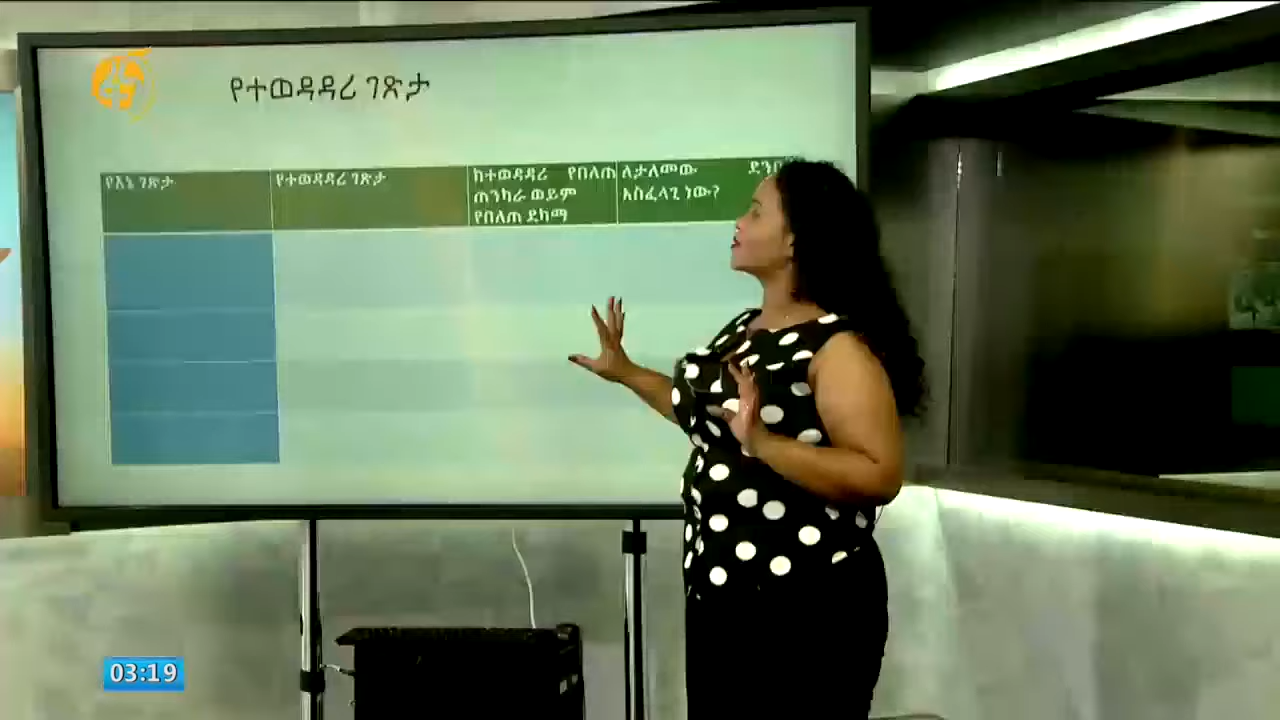 የተወዳዳሪ ገጽታ
የእኔ ገጽታ
የተወዳዳሪ ገጽታ
ከተወዳዳሪ የበለጠ
ጠንካራ ወይም
የበለጠ ደካማ
ለታለመው
አስፈላጊ ነው?
03:19